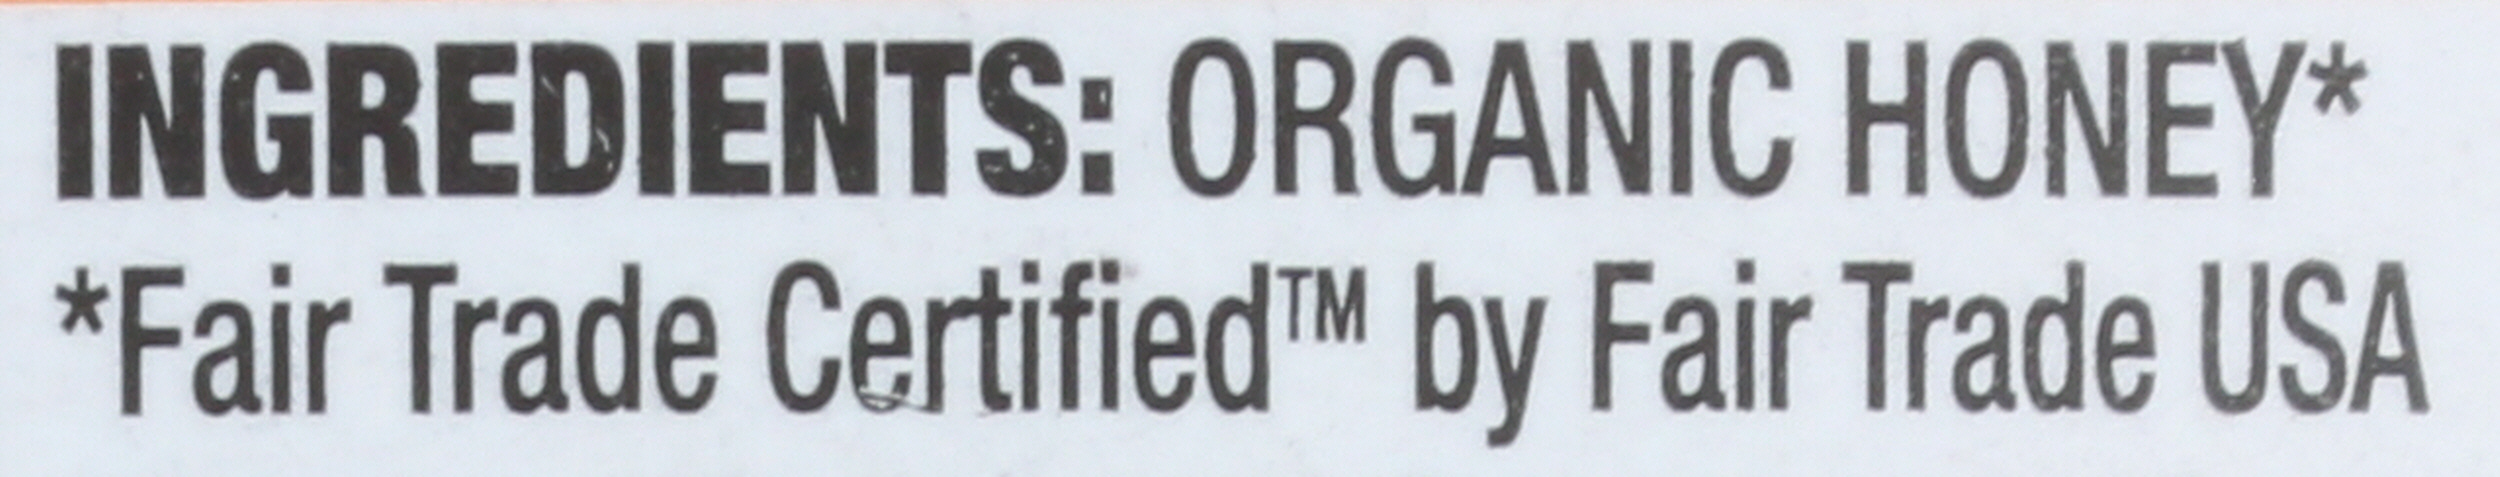 INGREDIENTS: ORGANIC HONEY*
*Fair Trade Certified™ by Fair Trade USA